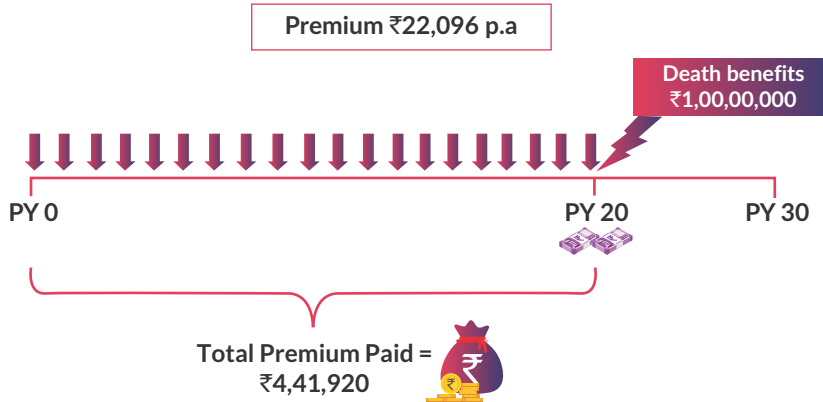 Premium ₹22,096 p.a
Death benefits
₹1,00,00,000
PY 0
PY 20
PY 30
Total Premium Paid =
₹4,41,920
₹
₹